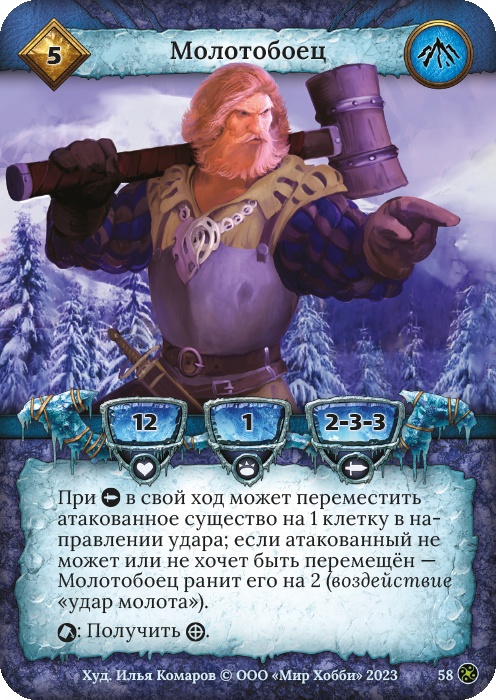 5
Молотобоец
12
1
2-3-3
При в свой ход может переместить
атакованное существо на 1 клетку в на-
правлении удара; если атакованный не
может или не хочет быть перемещён —
Молотобоец ранит его на 2 (воздействие
«удар молота»).
: Получить .
Худ. Илья Комаров © ООО «Мир Хобби» 2023
58